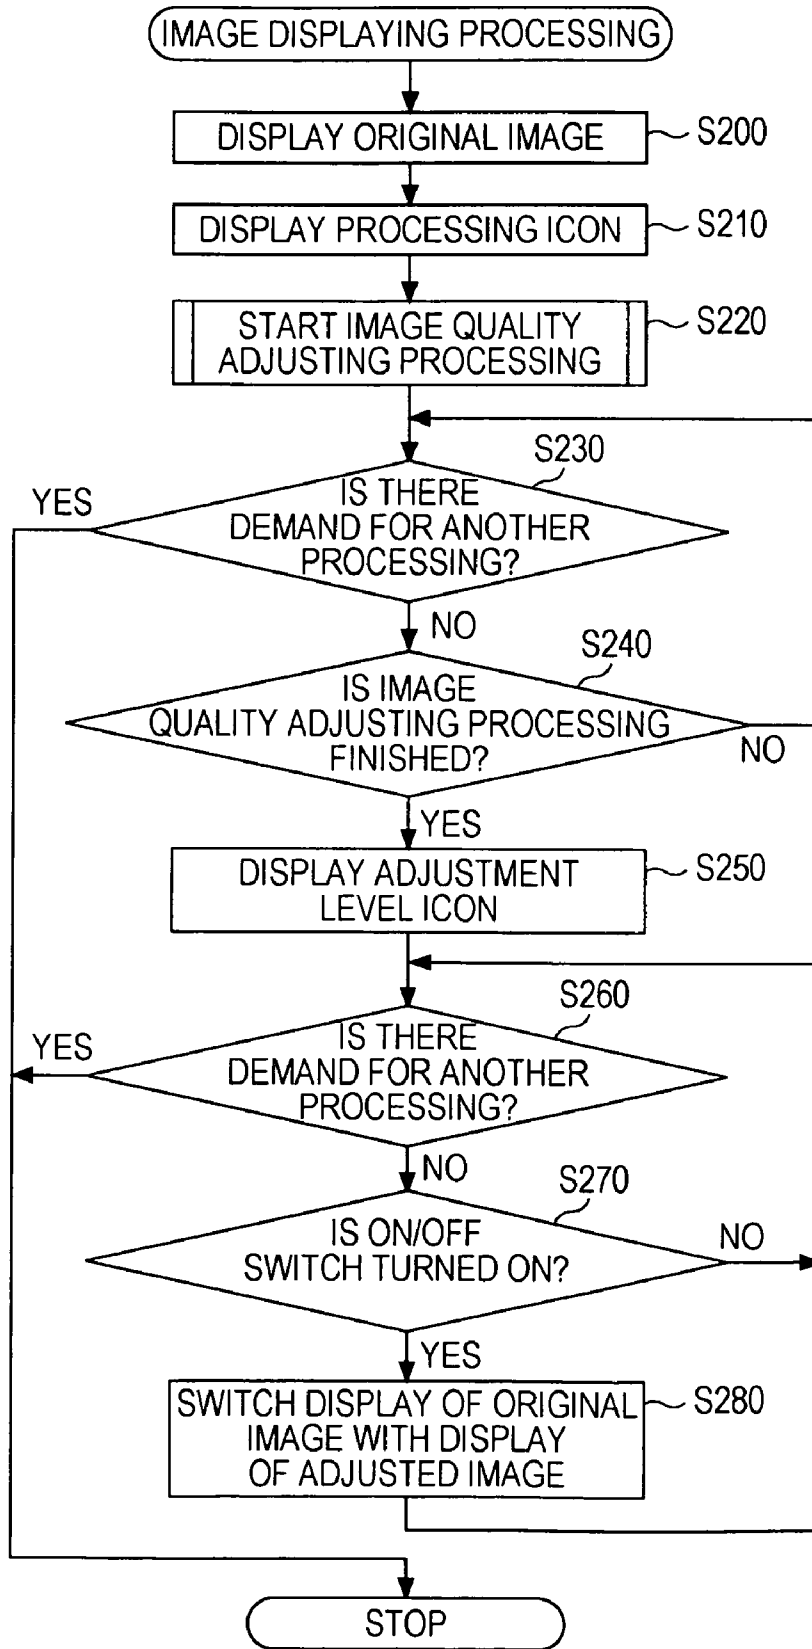 IMAGE DISPLAYING PROCESSING
DISPLAY ORIGINAL IMAGE
S200
DISPLAY PROCESSING ICON
S210
START IMAGE QUALITY
ADJUSTING PROCESSING
S220
S230
YES
IS THERE
DEMAND FOR ANOTHER
PROCESSING?
NO
S240
IS IMAGE
QUALITY ADJUSTING PROCESSING
FINISHED?
NO
YES
DISPLAY ADJUSTMENT
LEVEL ICON
S250
S260
YES
IS THERE
DEMAND FOR ANOTHER
PROCESSING?
NO
S270
IS ON/OFF
SWITCH TURNED ON?
NO
YES
SWITCH DISPLAY OF ORIGINAL
IMAGE WITH DISPLAY
OF ADJUSTED IMAGE
S280
STOP